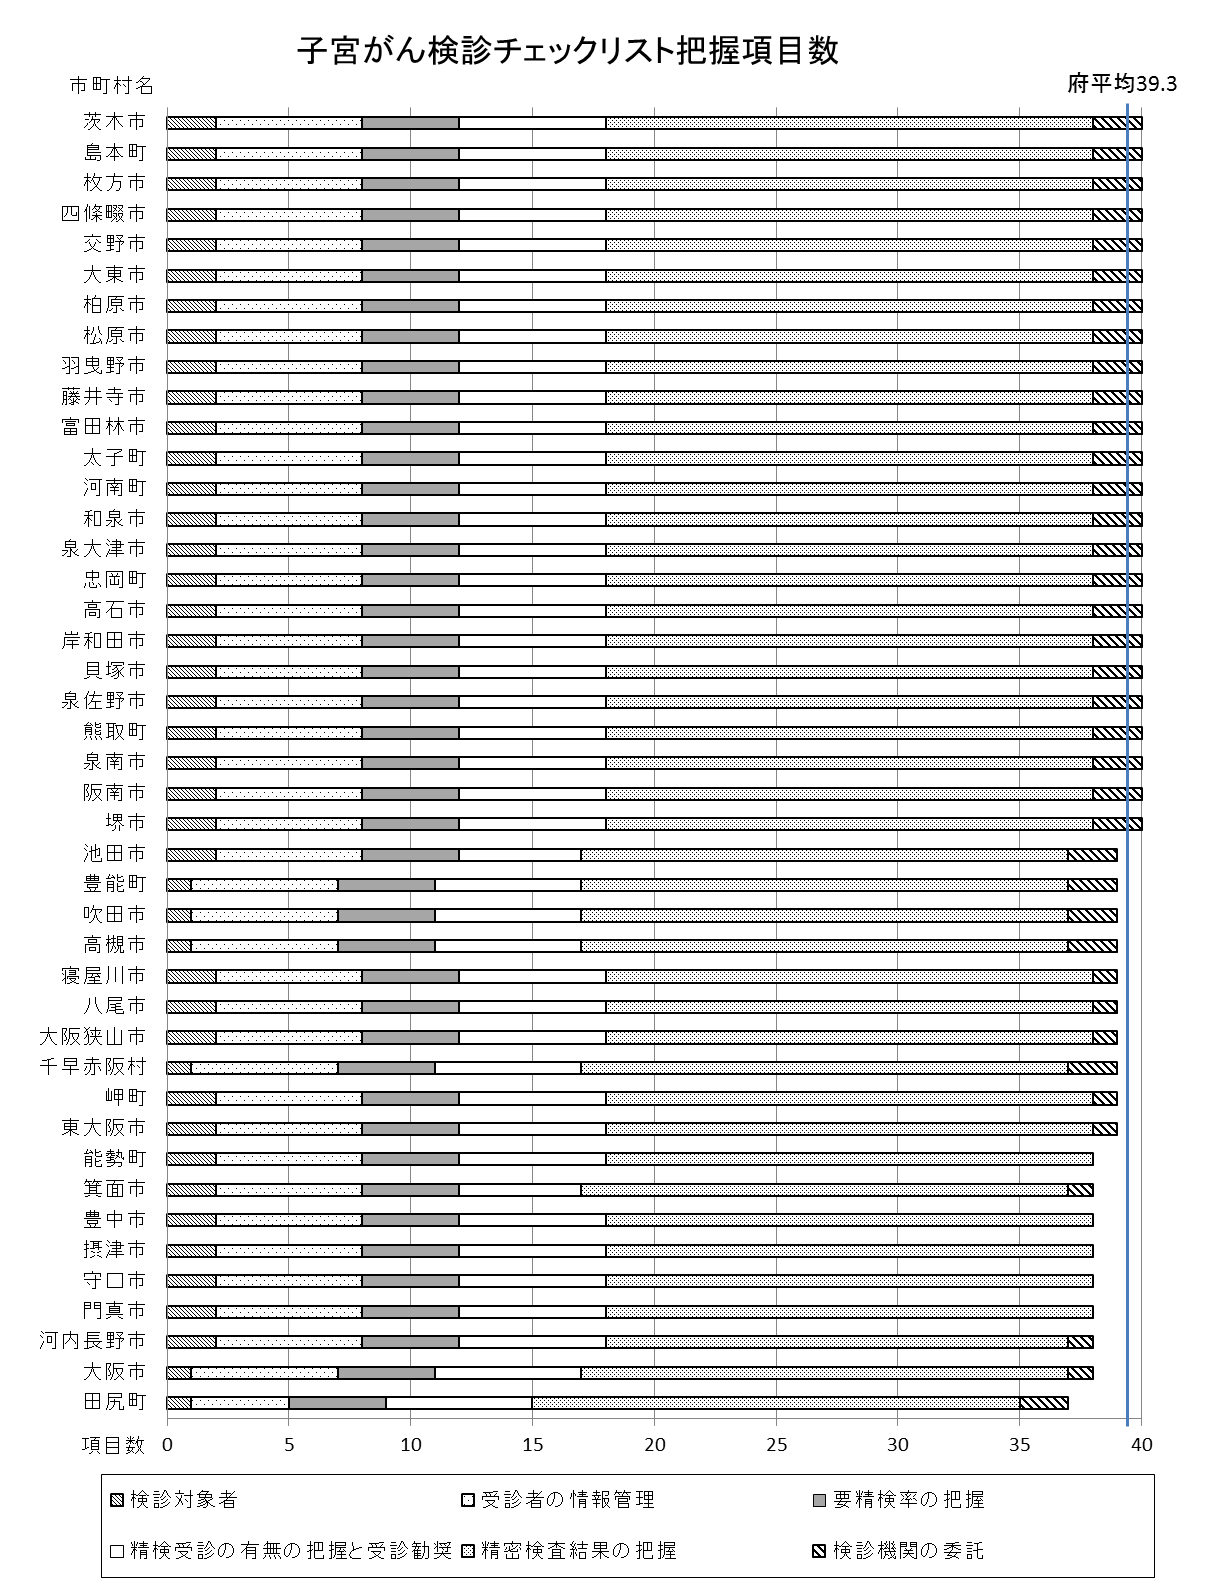 子宮がん検診チェックリスト把握項目数
市町村名
府平均39.3
茨木市
島本町
枚方市
四條畷市
交野市
大東市
柏原市
松原市
羽曳野市
藤井寺市
富田林市
太子町
河南町
和泉市
泉大津市
忠岡町
高石市
岸和田市
貝塚市
泉佐野市
熊取町
泉南市
阪南市
堺市
池田市
豊能町
吹田市
高槻市
寝屋川市
八尾市
大阪狭山市
千早赤阪村
岬町
東大阪市
能勢町
箕面市
豊中市
摂津市
守口市
門真市
河内長野市
大阪市
田尻町
項目数 0 5 10 15 20 25 30 35 40
検診対象者 受診者の情報管理 要精検率の把握
精検受診の有無の把握と受診勧奨 精密検査結果の把握 検診機関の委託